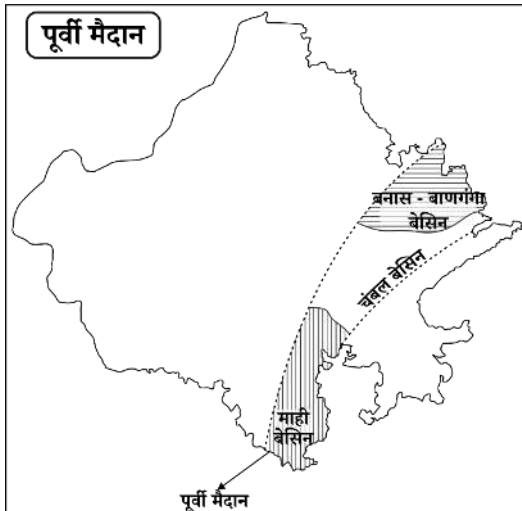 पूर्वी मैदान
बनास - बाणगंगा
बेसिन
चंबल बेसिन
माही
बेसिन
पूर्वी मैदान